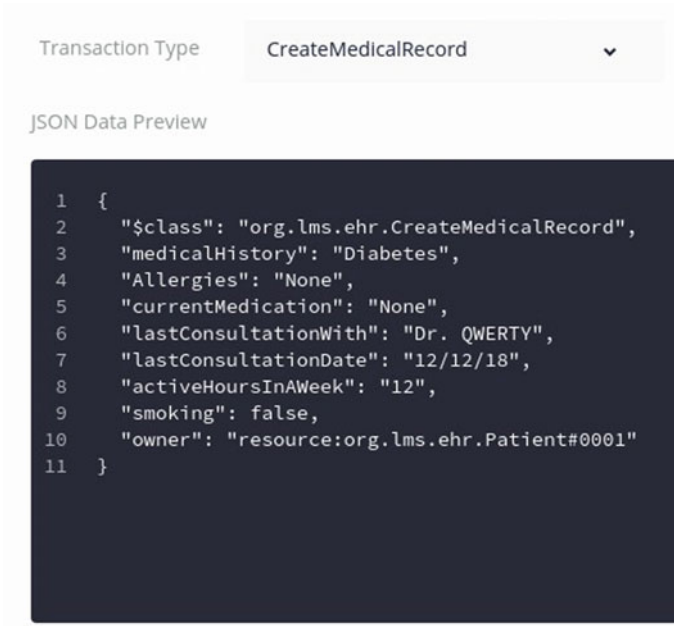 Transaction Type CreateMedicalRecord
JSON Data Preview
1 {
2 "$class": "org.lms.ehr.CreateMedicalRecord",
3 "medicalHistory": "Diabetes",
4 "Allergies": "None",
5 "currentMedication": "None",
6 "lastConsultationWith": "Dr. QWERTY",
7 "lastConsultationDate": "12/12/18",
8 "activeHoursInAWeek": "12",
9 "smoking": false,
10 "owner": "resource:org.lms.ehr.Patient#0001"
11 }